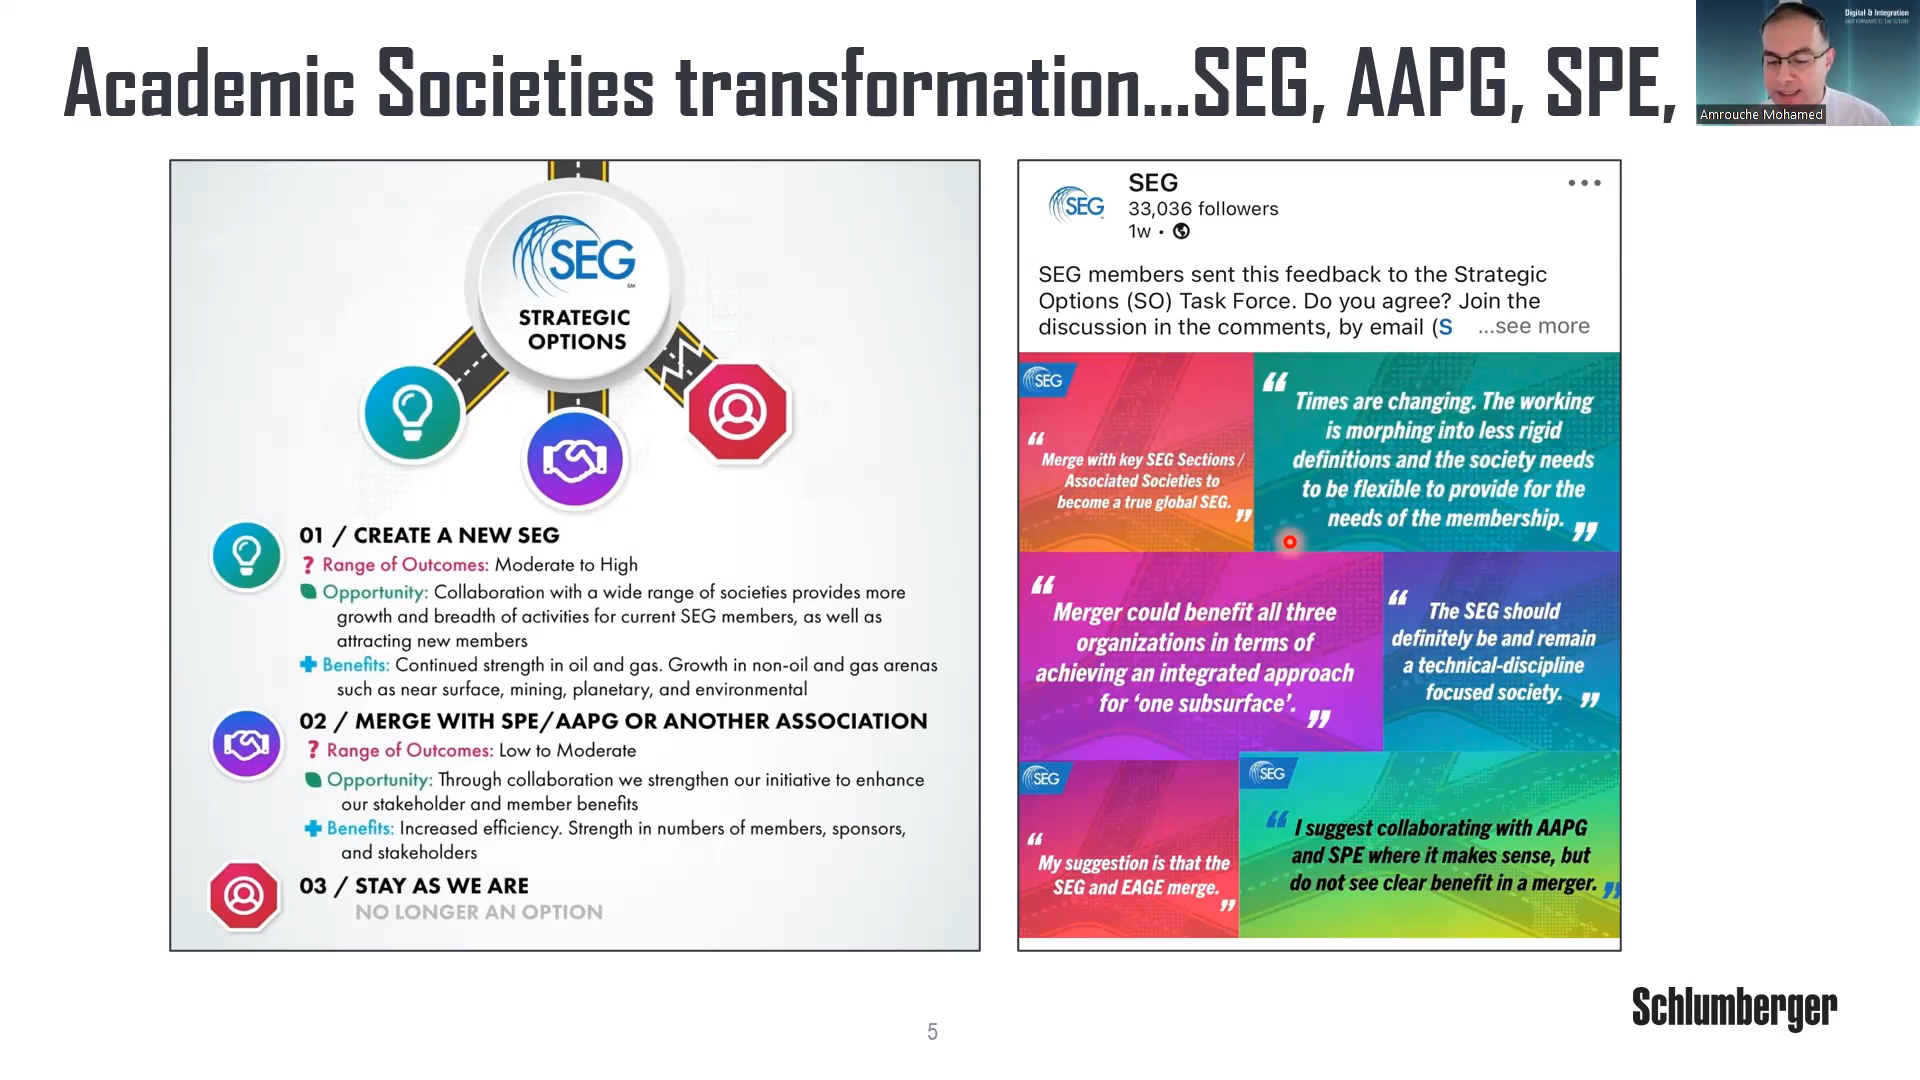 Academic Societies transformation...SEG, AAPG, SPE,
Digital & Integration
Amrouche Mohamed
SEG
STRATEGIC
OPTIONS
01 / CREATE A NEW SEG
? Range of Outcomes: Moderate to High
Opportunity: Collaboration with a wide range of societies provides more
growth and breadth of activities for current SEG members, as well as
attracting new members
Benefits: Continued strength in oil and gas. Growth in non-oil and gas arenas
such as near surface, mining, planetary, and environmental
02 / MERGE WITH SPE/AAPG OR ANOTHER ASSOCIATION
? Range of Outcomes: Low to Moderate
Opportunity: Through collaboration we strengthen our initiative to enhance
our stakeholder and member benefits
Benefits: Increased efficiency. Strength in numbers of members, sponsors,
and stakeholders
03 / STAY AS WE ARE
NO LONGER AN OPTION
SEG
SEG
33,036 followers
1w •
SEG members sent this feedback to the Strategic
Options (SO) Task Force. Do you agree? Join the
discussion in the comments, by email (S ...see more
SEG
“
Merge with key SEG Sections /
Associated Societies to
become a true global SEG.
”
“
Times are changing. The working
is morphing into less rigid
definitions and the society needs
to be flexible to provide for the
needs of the membership.
”
“
Merger could benefit all three
organizations in terms of
achieving an integrated approach
for ‘one subsurface’.
”
“ The SEG should
definitely be and remain
a technical-discipline
focused society.
”
SEG
“
My suggestion is that the
SEG and EAGE merge.
”
SEG
“ I suggest collaborating with AAPG
and SPE where it makes sense, but
do not see clear benefit in a merger.
”
Schlumberger
5